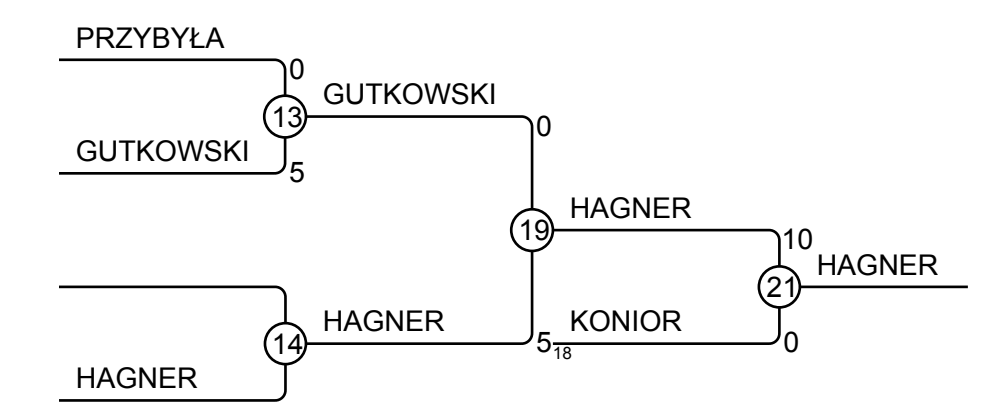 PRZYBYŁA
0
13
GUTKOWSKI
GUTKOWSKI
5
0
19
HAGNER
10
21
HAGNER
14
HAGNER
HAGNER
5
18
KONIOR
0